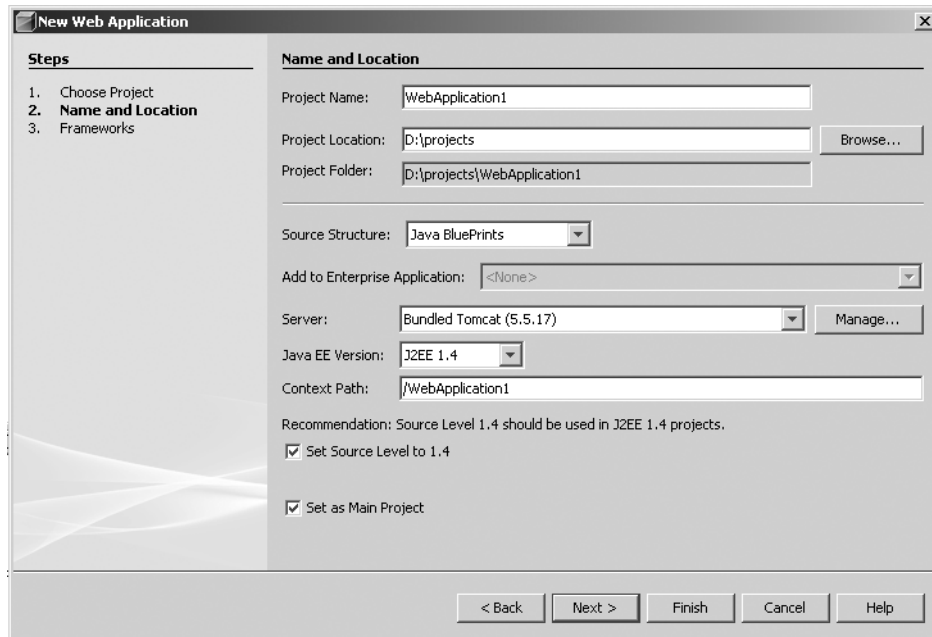 New Web Application
Steps
1. Choose Project
2. Name and Location
3. Frameworks
Name and Location
Project Name: WebApplication1
Project Location: D:\projects Browse...
Project Folder: D:\projects\WebApplication1
Source Structure: Java BluePrints
Add to Enterprise Application: <None>
Server: Bundled Tomcat (5.5.17) Manage...
Java EE Version: J2EE 1.4
Context Path: /WebApplication1
Recommendation: Source Level 1.4 should be used in J2EE 1.4 projects.
Set Source Level to 1.4
Set as Main Project
< Back Next > Finish Cancel Help